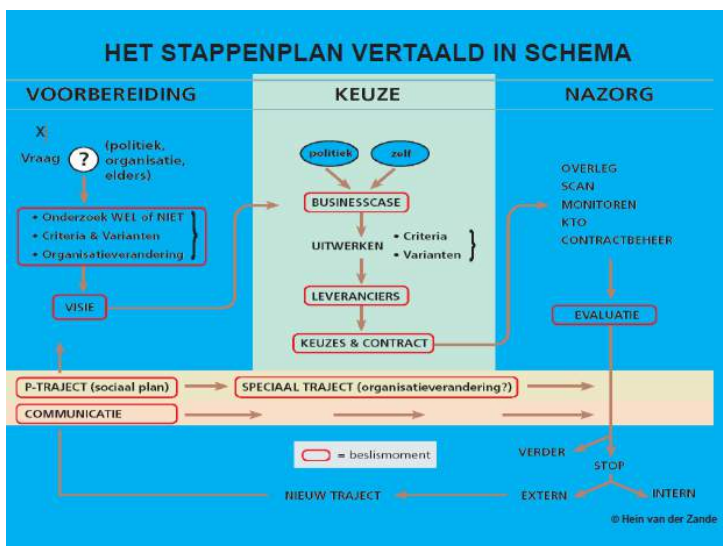 HET STAPPENPLAN VERTAALD IN SCHEMA
VOORBEREIDING
KEUZE
NAZORG
X
Vraag
?
(politiek,
organisatie,
elders)
• Onderzoek WEL of NIET
• Criteria & Varianten
• Organisatieverandering
VISIE
politiek
zelf
BUSINESSCASE
UITWERKEN
• Criteria
• Varianten
LEVERANCIERS
KEUZES & CONTRACT
OVERLEG
SCAN
MONITOREN
KTO
CONTRACTBEHEER
EVALUATIE
P-TRAJECT (sociaal plan)
SPECIAAL TRAJECT (organisatieverandering?)
COMMUNICATIE
= beslismoment
VERDER
STOP
NIEUW TRAJECT
EXTERN
INTERN
© Hein van der Zande